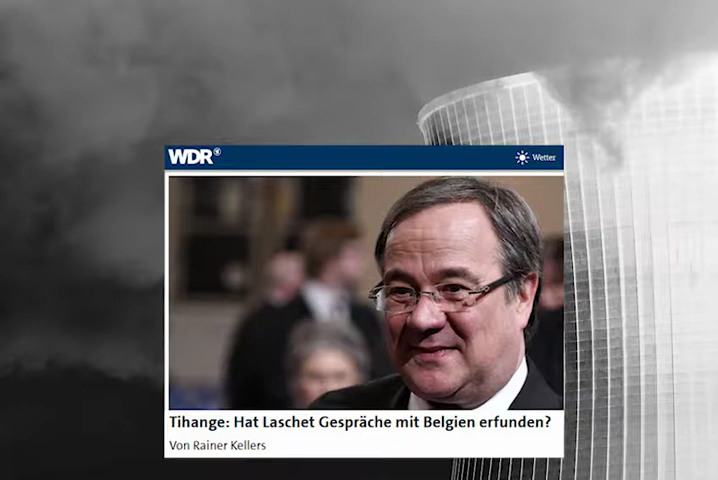 WDR
Wetter
Tihange: Hat Laschet Gespräche mit Belgien erfunden?
Von Rainer Kellers